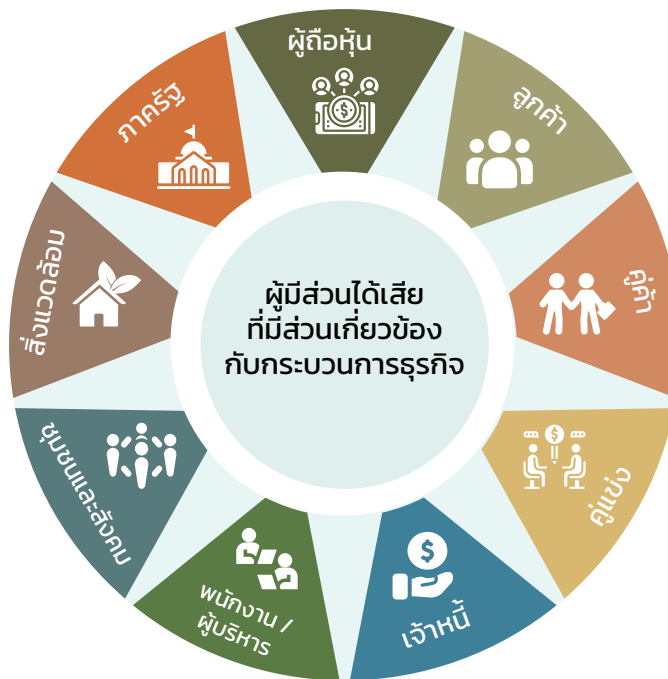 ผู้มีส่วนได้เสีย
ที่มีส่วนเกี่ยวข้อง
กับกระบวนการธุรกิจ
ผู้ถือหุ้น
ลูกค้า
คู่ค้า
คู่แข่ง
เจ้าหนี้
พนักงาน /
ผู้บริหาร
ชุมชนและสังคม
สิ่งแวดล้อม
ภาครัฐ